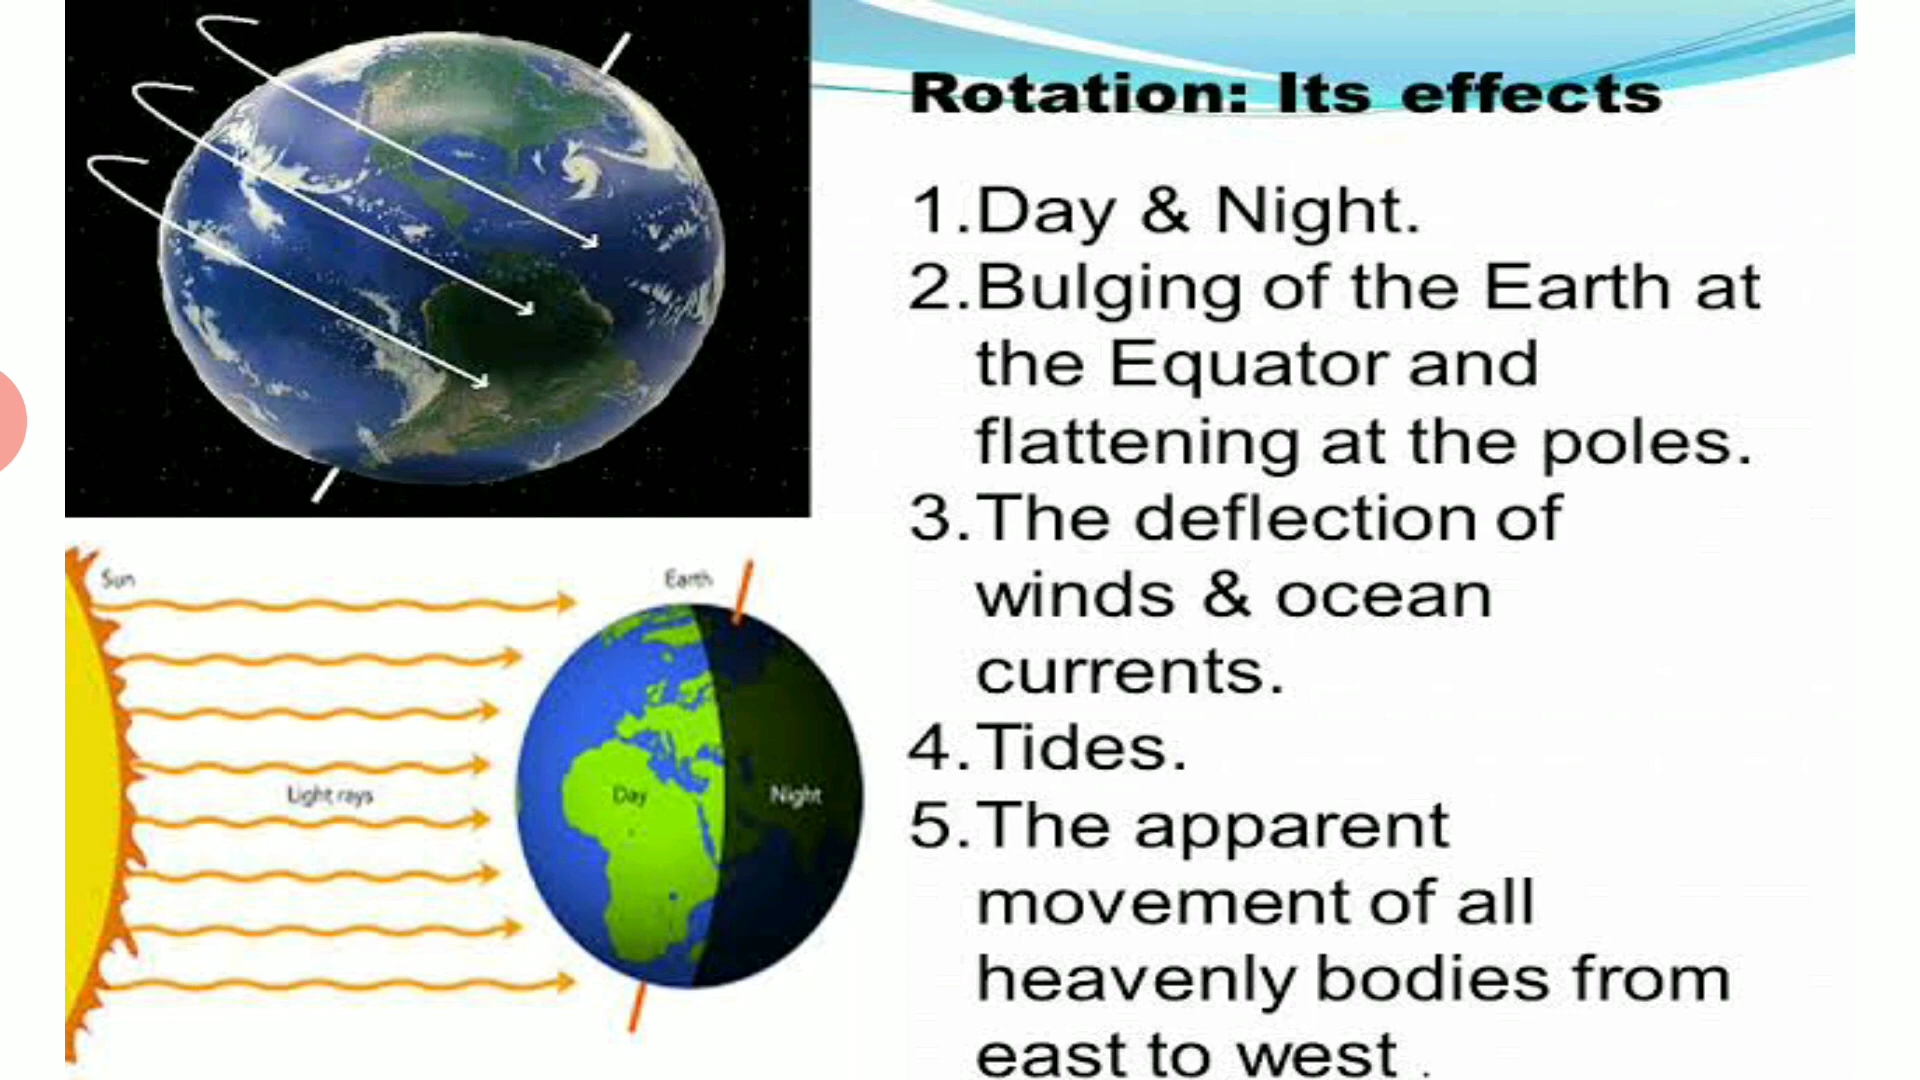 Rotation: Its effects
1.Day & Night.
2.Bulging of the Earth at
the Equator and
flattening at the poles.
3.The deflection of
winds & ocean
currents.
4.Tides.
5.The apparent
movement of all
heavenly bodies from
east to west .
Sun
Earth
Light rays
Day
Night